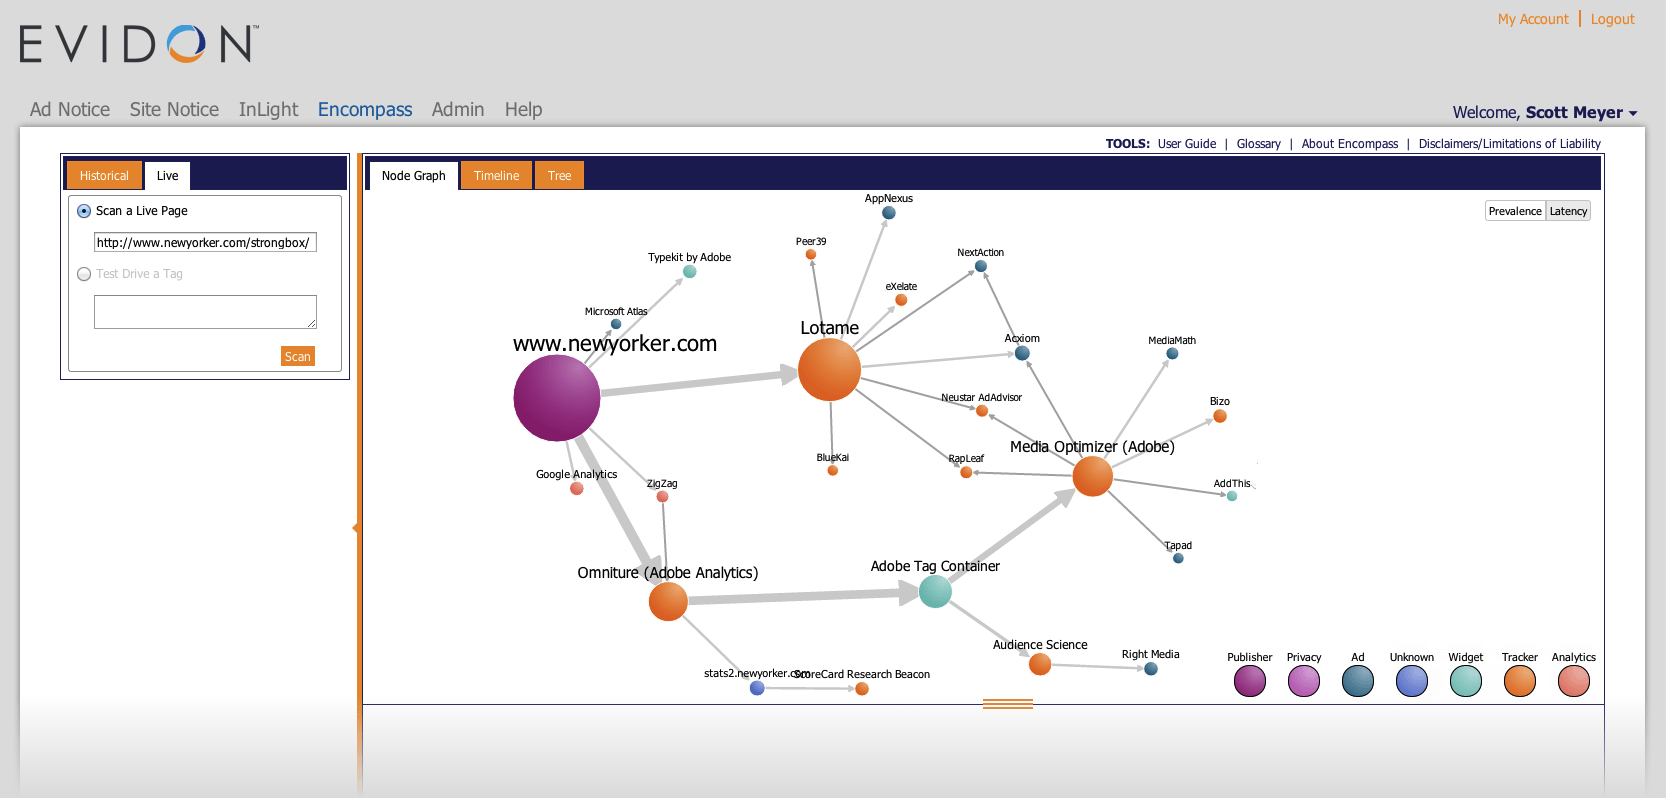 My Account | Logout
EVIDON™
Ad Notice Site Notice InLight Encompass Admin Help
Welcome, Scott Meyer
TOOLS: User Guide | Glossary | About Encompass | Disclaimers/Limitations of Liability
Historical Live
Node Graph Timeline Tree
Scan a Live Page
http://www.newyorker.com/strongbox/
Test Drive a Tag
Scan
Prevalence Latency
AppNexus
Peer39
NextAction
Typekit by Adobe
eXelate
Microsoft Atlas
Lotame
www.newyorker.com
Acxiom
MediaMath
Neustar AdAdvisor
Bizo
Media Optimizer (Adobe)
BlueKai
RapLeaf
Google Analytics
ZigZag
AddThis
Tapad
Adobe Tag Container
Omniture (Adobe Analytics)
Audience Science
Right Media
stats2.newyorker.com
ScoreCard Research Beacon
Publisher Privacy Ad Unknown Widget Tracker Analytics